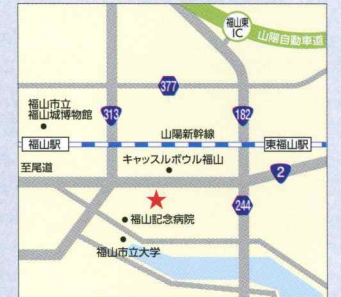 福山東
IC
山陽自動車道
377
福山市立
福山城博物館
313
182
山陽新幹線
福山駅
東福山駅
キャッスルボウル福山
至尾道
2
福山記念病院
244
福山市立大学